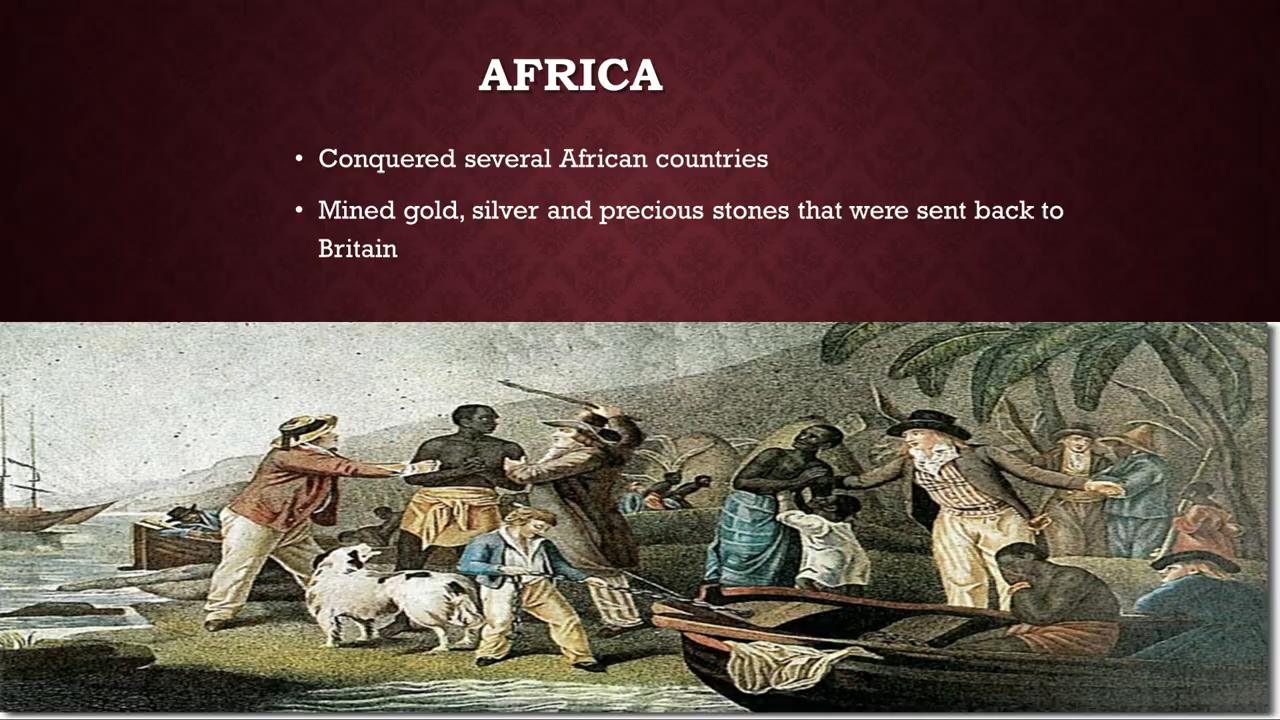 AFRICA
• Conquered several African countries
• Mined gold, silver and precious stones that were sent back to
Britain